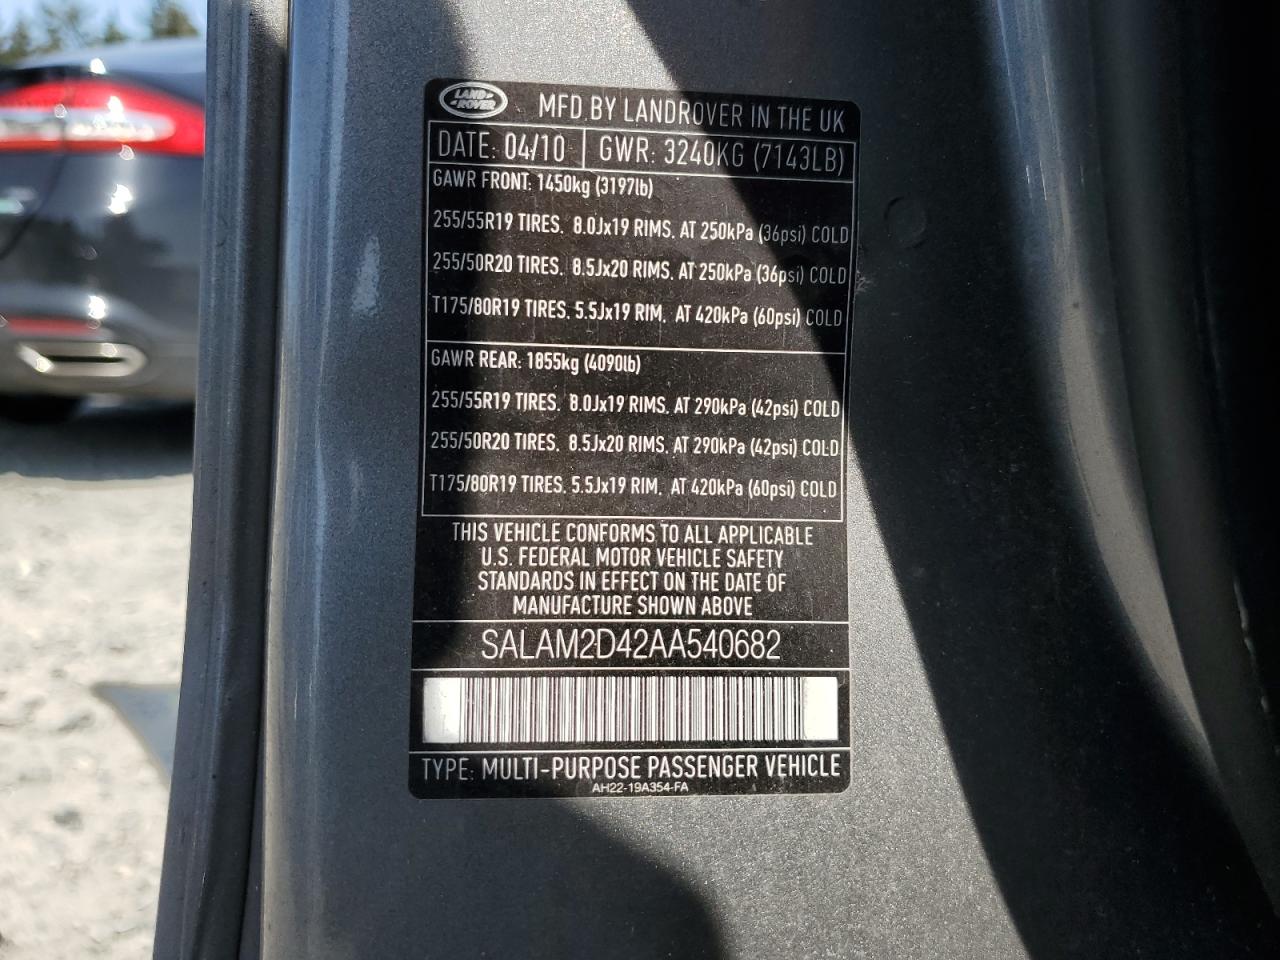 LAND ROVER
MFD BY LANDROVER IN THE UK
DATE: 04/10 GWR: 3240KG (7143LB)
GAWR FRONT: 1450kg (3197lb)
255/55R19 TIRES. 8.0Jx19 RIMS. AT 250kPa (36psi) COLD
255/50R20 TIRES. 8.5Jx20 RIMS. AT 250kPa (36psi) COLD
T175/80R19 TIRES. 5.5Jx19 RIM. AT 420kPa (60psi) COLD
GAWR REAR: 1855kg (4090lb)
255/55R19 TIRES. 8.0Jx19 RIMS. AT 290kPa (42psi) COLD
255/50R20 TIRES. 8.5Jx20 RIMS. AT 290kPa (42psi) COLD
T175/80R19 TIRES. 5.5Jx19 RIM. AT 420kPa (60psi) COLD
THIS VEHICLE CONFORMS TO ALL APPLICABLE
U.S. FEDERAL MOTOR VEHICLE SAFETY
STANDARDS IN EFFECT ON THE DATE OF
MANUFACTURE SHOWN ABOVE
SALAM2D42AA540682
TYPE: MULTI-PURPOSE PASSENGER VEHICLE
AH22-19A354-FA